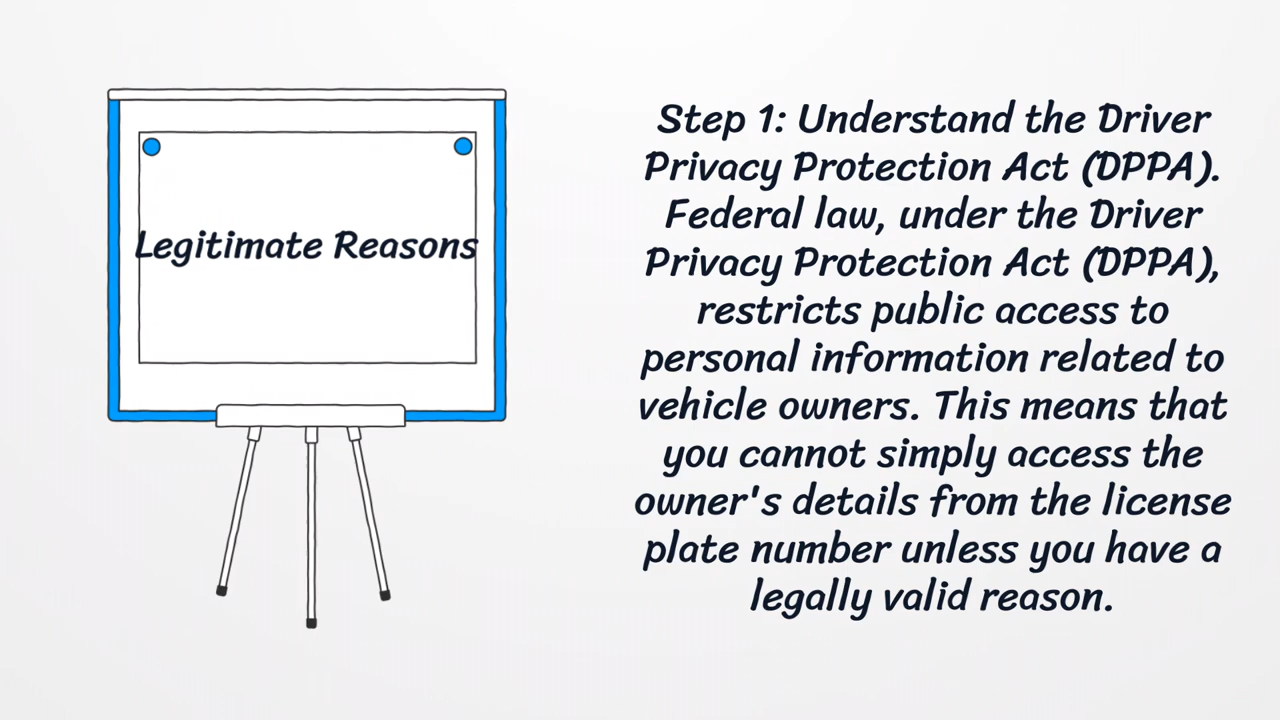 Legitimate Reasons
Step 1: Understand the Driver
Privacy Protection Act (DPPA).
Federal law, under the Driver
Privacy Protection Act (DPPA),
restricts public access to
personal information related to
vehicle owners. This means that
you cannot simply access the
owner's details from the license
plate number unless you have a
legally valid reason.